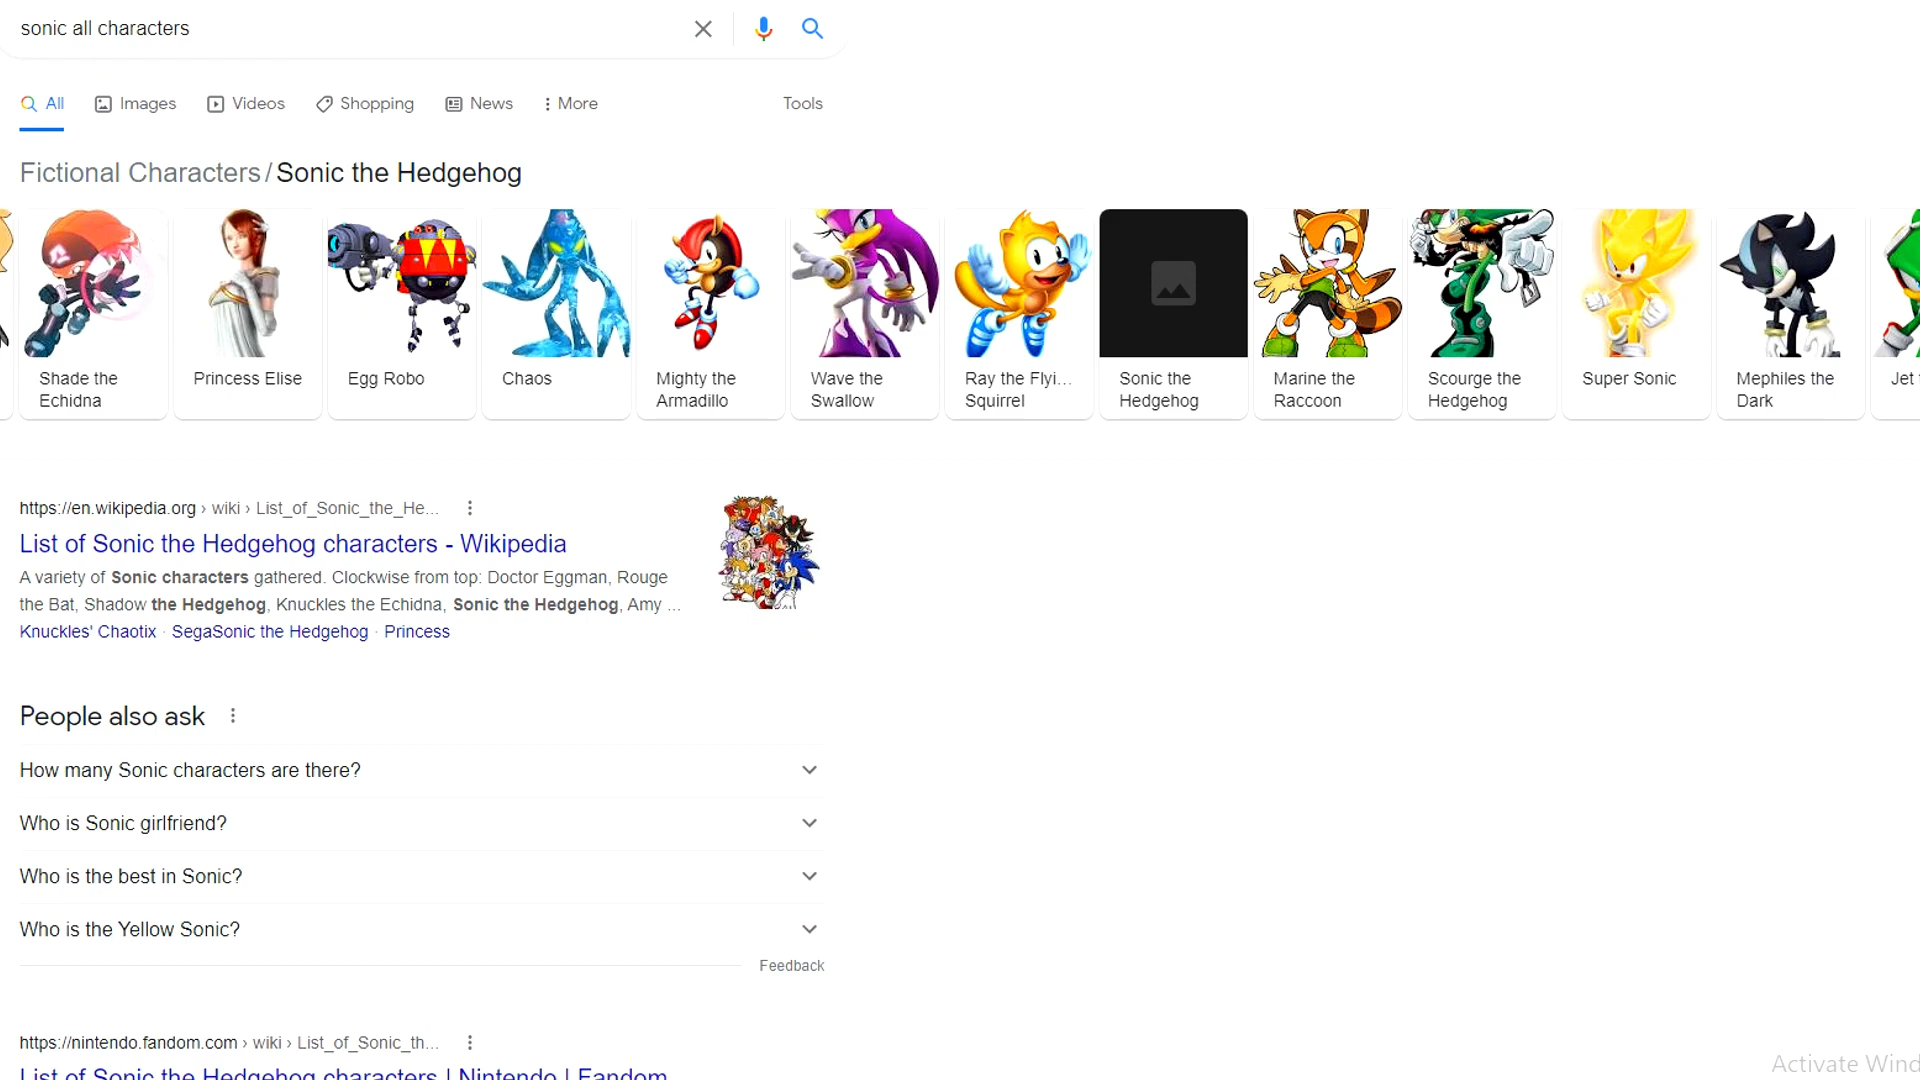 sonic all characters
All Images Videos Shopping News More Tools
Fictional Characters/Sonic the Hedgehog
Shade the Echidna
Princess Elise
Egg Robo
Chaos
Mighty the Armadillo
Wave the Swallow
Ray the Flyi... Squirrel
Sonic the Hedgehog
Marine the Raccoon
Scourge the Hedgehog
Super Sonic
Mephiles the Dark
Jet
https://en.wikipedia.org › wiki › List_of_Sonic_the_He...
List of Sonic the Hedgehog characters - Wikipedia
A variety of Sonic characters gathered. Clockwise from top: Doctor Eggman, Rouge
the Bat, Shadow the Hedgehog, Knuckles the Echidna, Sonic the Hedgehog, Amy ...
Knuckles' Chaotix · SegaSonic the Hedgehog · Princess
People also ask
How many Sonic characters are there?
Who is Sonic girlfriend?
Who is the best in Sonic?
Who is the Yellow Sonic?
Feedback
https://nintendo.fandom.com › wiki › List_of_Sonic_th...
List of Sonic the Hedgehog characters | Nintendo | Fandom
Activate Wind